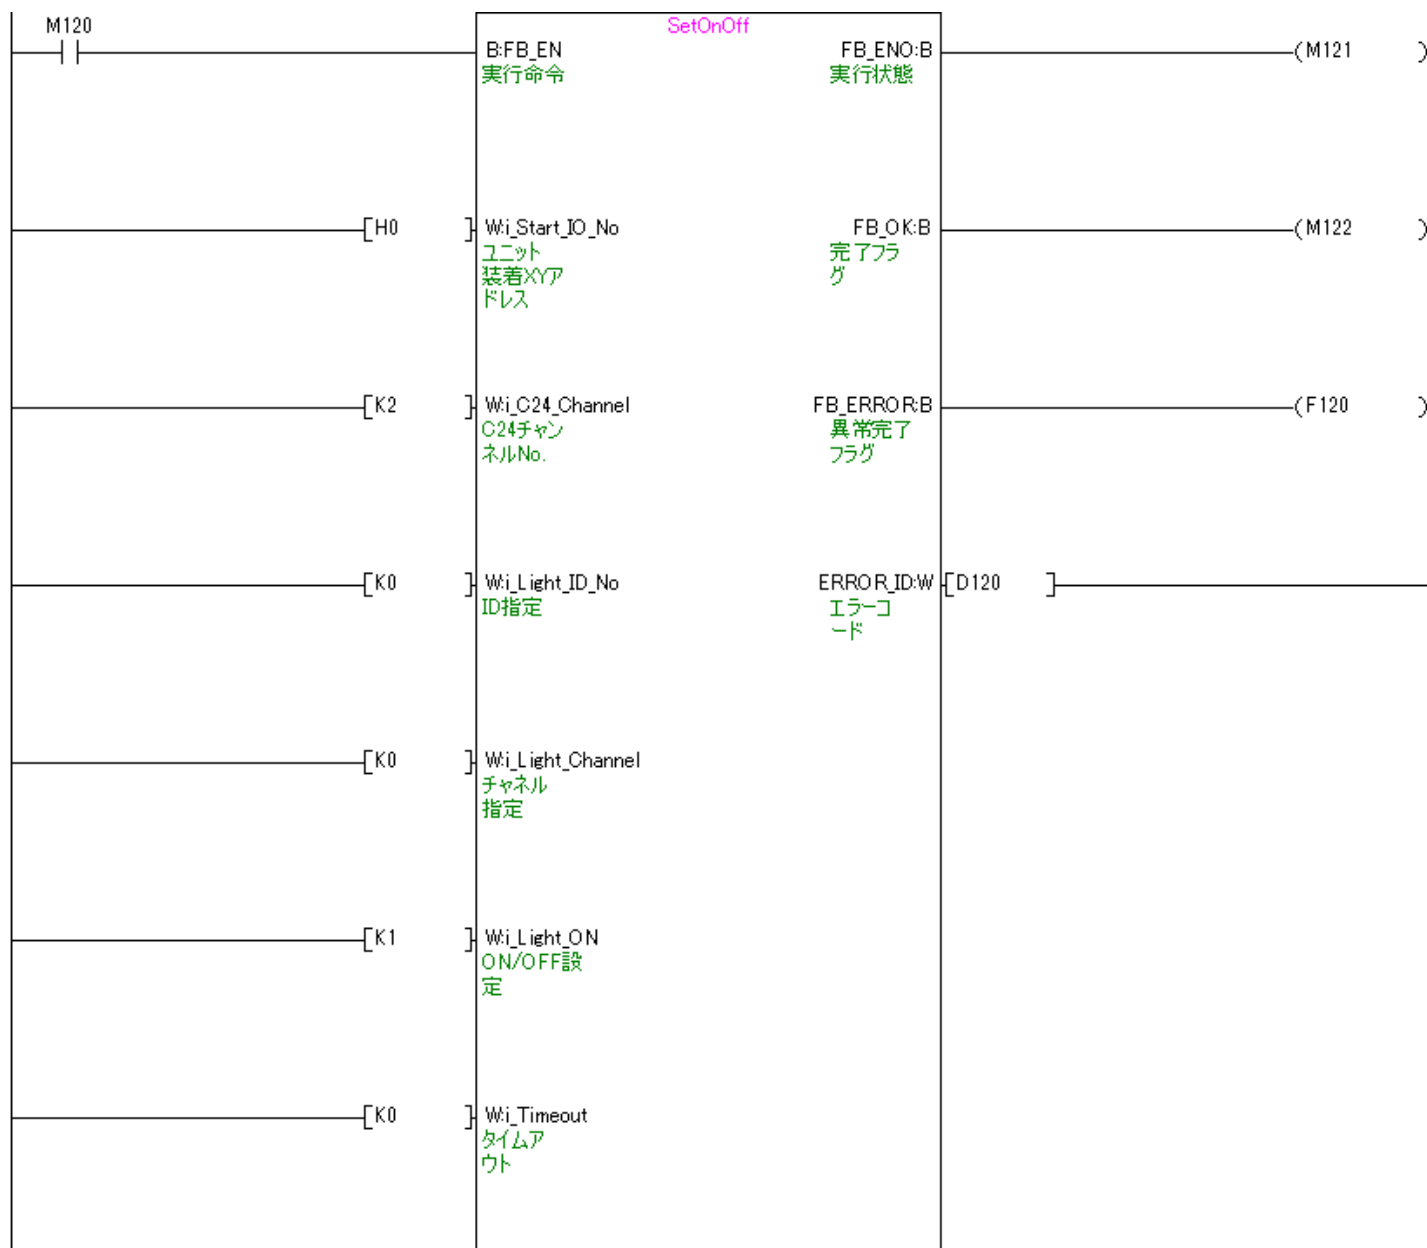 SetOnOff
M120
B:FB_EN
FB_ENO:B
(M121 )
実行命令
実行状態
[H0 ]
W:i_Start_IO_No
FB_OK:B
(M122 )
ユニット
装着XYア
ドレス
完了フラ
グ
[K2 ]
W:i_C24_Channel
FB_ERROR:B
(F120 )
C24チャン
ネルNo.
異常完了
フラグ
[K0 ]
W:i_Light_ID_No
ERROR_ID:W
[D120 ]
ID指定
エラーコ
ード
[K0 ]
W:i_Light_Channel
チャネル
指定
[K1 ]
W:i_Light_ON
ON/OFF設
定
[K0 ]
W:i_Timeout
タイムア
ウト